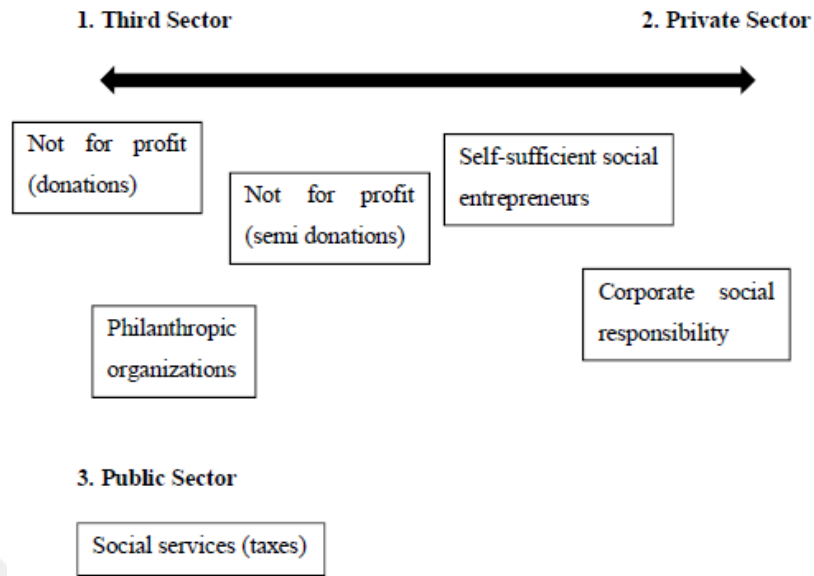 1. Third Sector
2. Private Sector
Not for profit
(donations)
Not for profit
(semi donations)
Self-sufficient social
entrepreneurs
Corporate social
responsibility
Philanthropic
organizations
3. Public Sector
Social services (taxes)